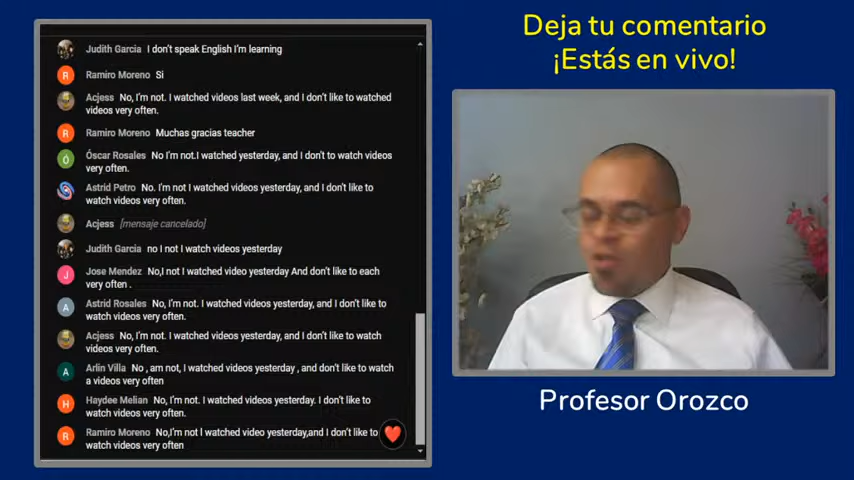 Judith Garcia I don't speak English I'm learning
Ramiro Moreno Si
Acjess No, I'm not. I watched videos last week, and I don't like to watched
videos very often.
Ramiro Moreno Muchas gracias teacher
Óscar Rosales No I'm not.I watched yesterday, and I don't to watch videos
very often.
Astrid Petro No. I'm not I watched videos yesterday, and I don't like to
watch videos very often.
Acjess [mensaje cancelado]
Judith Garcia no I not I watch videos yesterday
Jose Mendez No,I not I watched video yesterday And don't like to each
very often .
Astrid Rosales No, I'm not. I watched videos yesterday, and I don't like to
watch videos very often.
Acjess No, I'm not. I watched videos yesterday, and I don't like to watch
videos very often.
Arlin Villa No , am not, I watched videos yesterday , and don't like to watch
a videos very often
Haydee Melian No, I'm not. I watched videos yesterday. I don't like to
watch videos very often.
Ramiro Moreno No,I'm not I watched video yesterday,and I don't like to
watch videos very often
R
Ó
J
A
A
H
R
Deja tu comentario
¡Estás en vivo!
Profesor Orozco